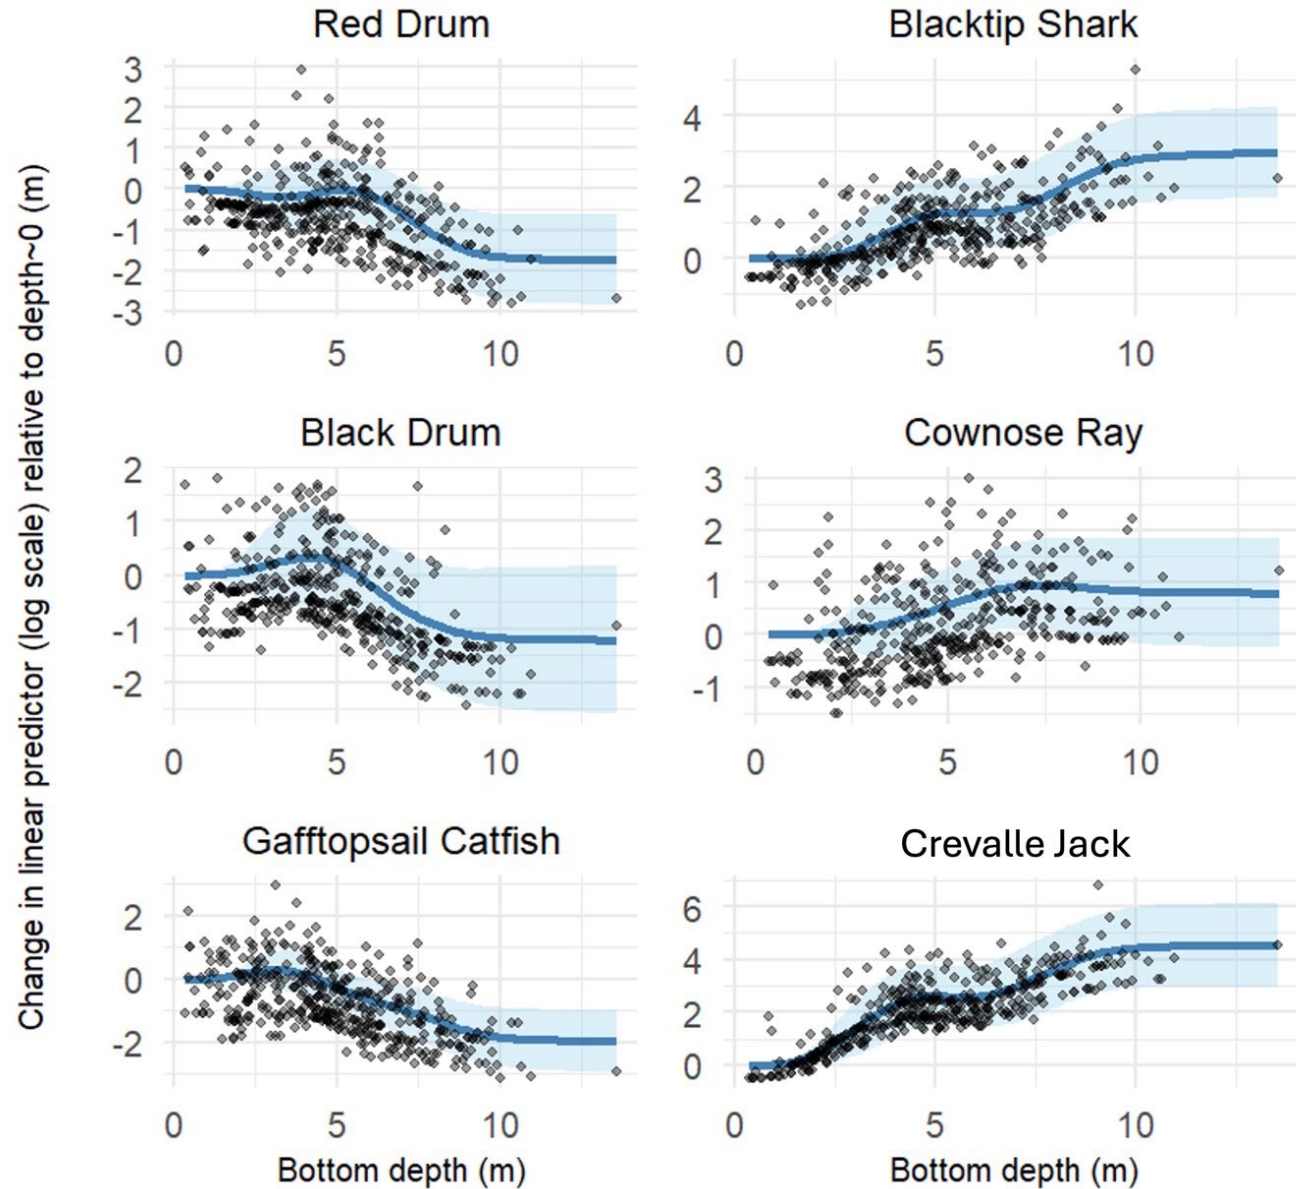 Change in linear predictor (log scale) relative to depth~0 (m)
Red Drum
3
2
1
0
-1
-2
-3
0 5 10
Blacktip Shark
4
2
0
0 5 10
Black Drum
2
1
0
-1
-2
0 5 10
Cownose Ray
3
2
1
0
-1
0 5 10
Gafftopsail Catfish
2
0
-2
0 5 10
Bottom depth (m)
Crevalle Jack
6
4
2
0
0 5 10
Bottom depth (m)